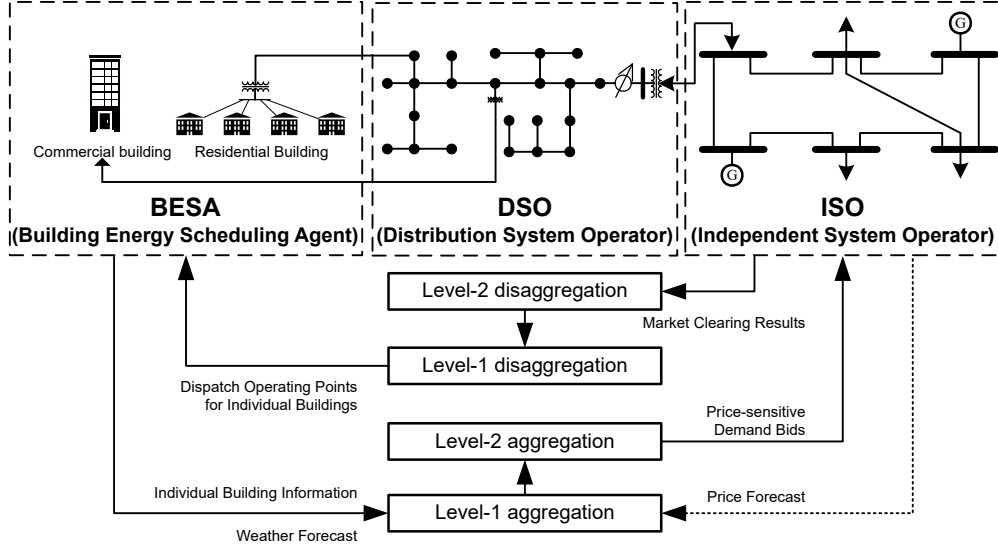 G
Commercial building
Residential Building
G
BESA
(Building Energy Scheduling Agent)
DSO
(Distribution System Operator)
ISO
(Independent System Operator)
Level-2 disaggregation
Market Clearing Results
Level-1 disaggregation
Dispatch Operating Points
for Individual Buildings
Price-sensitive
Demand Bids
Level-2 aggregation
Individual Building Information
Level-1 aggregation
Price Forecast
Weather Forecast